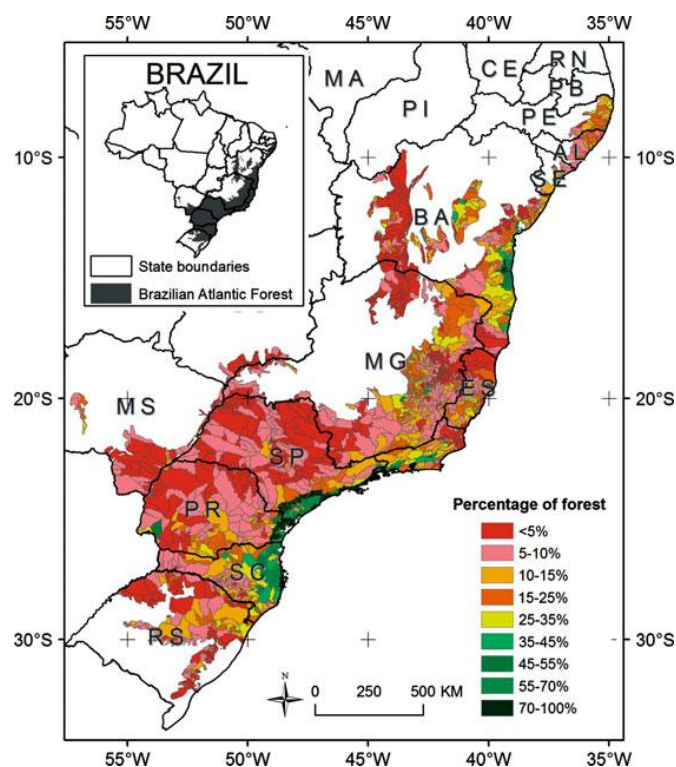 55°W 50°W 45°W 40°W 35°W
BRAZIL
State boundaries
Brazilian Atlantic Forest
MA
CE
RN
PB
PI
PE
AL
SE
BA
MG
ES
MS
SP
PR
SC
RS
10°S
20°S
30°S
Percentage of forest
<5%
5-10%
10-15%
15-25%
25-35%
35-45%
45-55%
55-70%
70-100%
N
0 250 500 KM
55°W 50°W 45°W 40°W 35°W